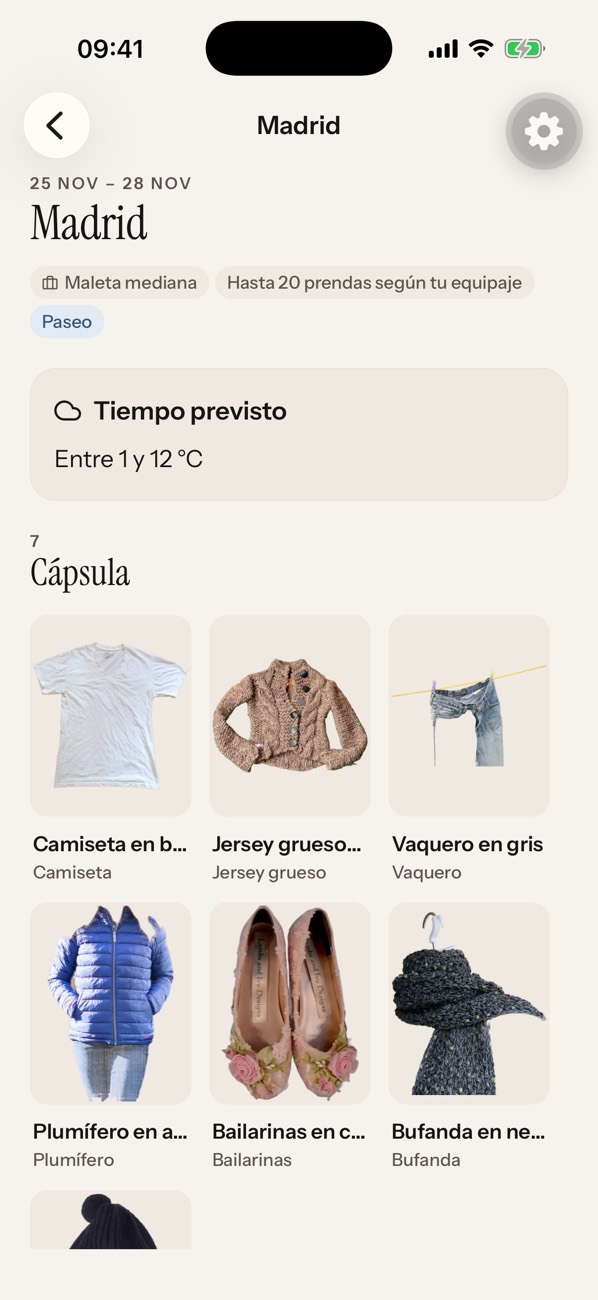 09:41
Madrid
25 NOV – 28 NOV
Madrid
Maleta mediana
Hasta 20 prendas según tu equipaje
Paseo
Tiempo previsto
Entre 1 y 12 °C
7
Cápsula
Camiseta en b...
Jersey grueso...
Vaquero en gris
Camiseta
Jersey grueso
Vaquero
Plumífero en a...
Bailarinas en c...
Bufanda en ne...
Plumífero
Bailarinas
Bufanda